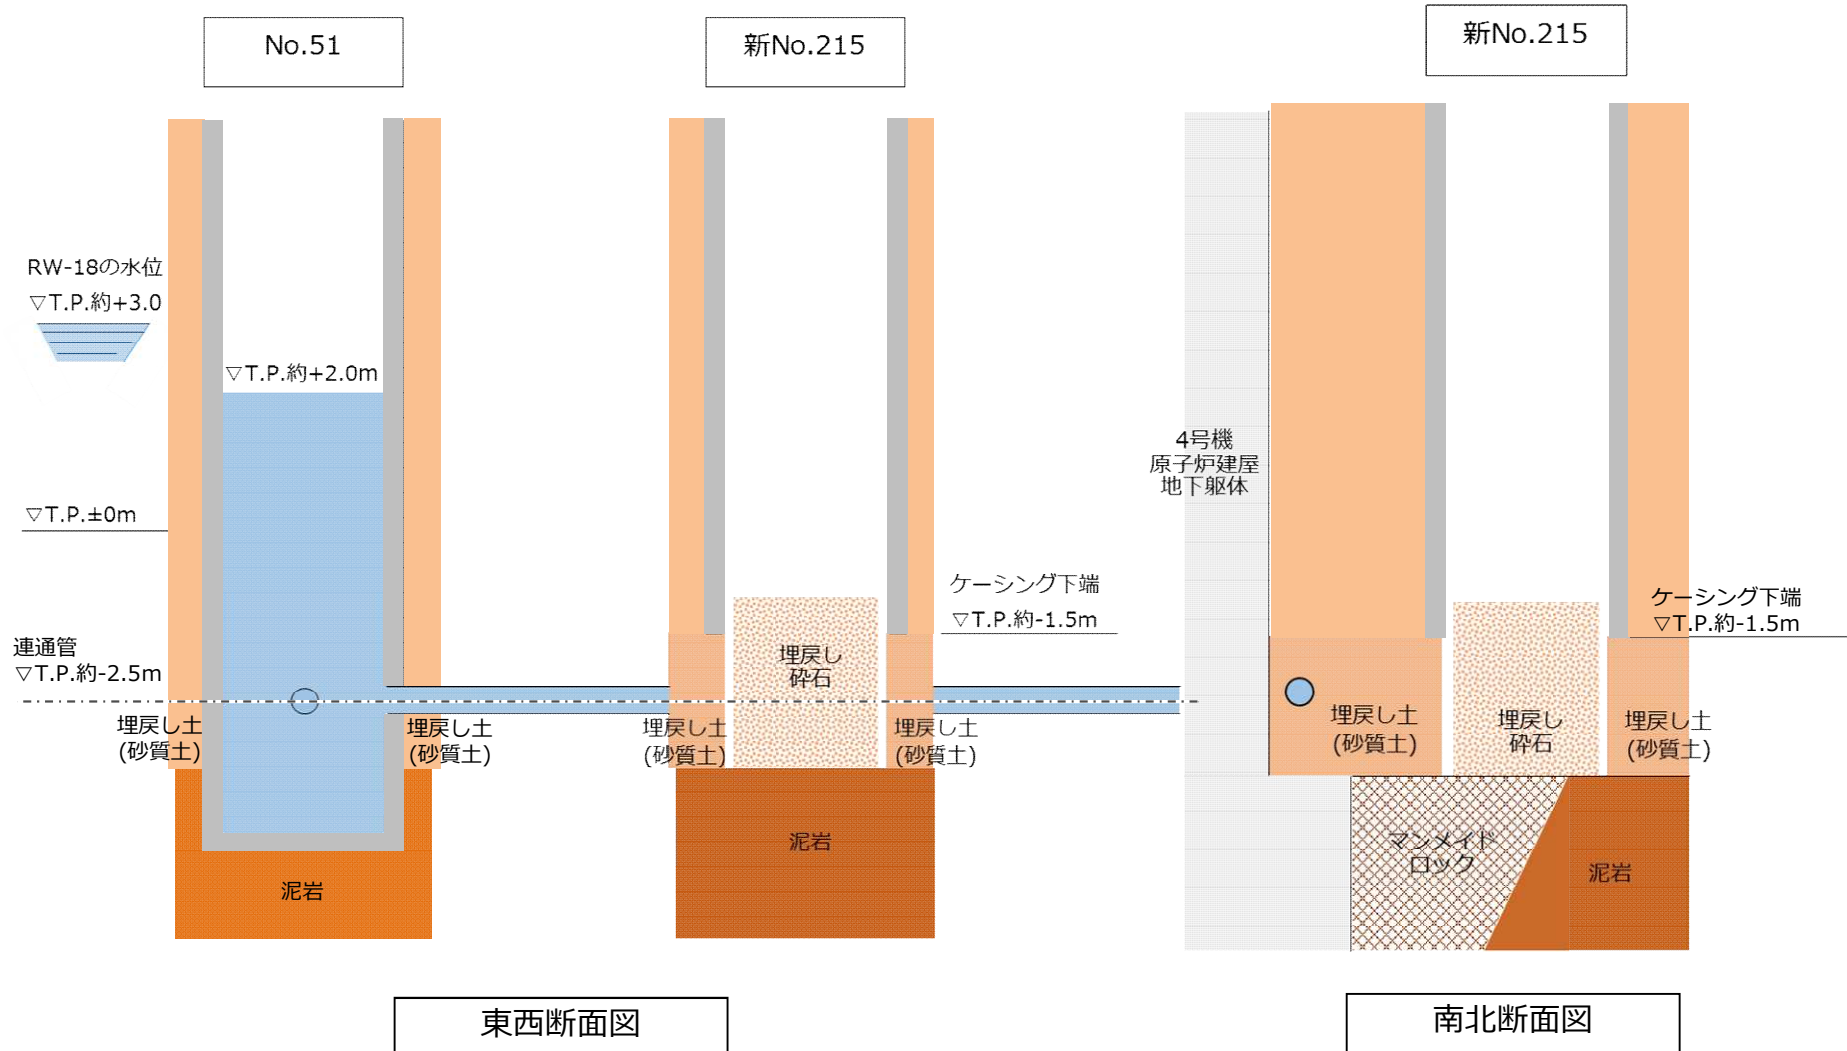 No.51
新No.215
新No.215
RW-18の水位
▽T.P.約+3.0
▽T.P.約+2.0m
4号機
原子炉建屋
地下躯体
▽T.P.±0m
ケーシング下端
▽T.P.約-1.5m
ケーシング下端
▽T.P.約-1.5m
連通管
▽T.P.約-2.5m
埋戻し
砕石
埋戻し土
(砂質土)
埋戻し土
(砂質土)
埋戻し土
(砂質土)
埋戻し土
(砂質土)
埋戻し土
(砂質土)
埋戻し
砕石
埋戻し土
(砂質土)
泥岩
泥岩
マンメイド
ロック
泥岩
東西断面図
南北断面図